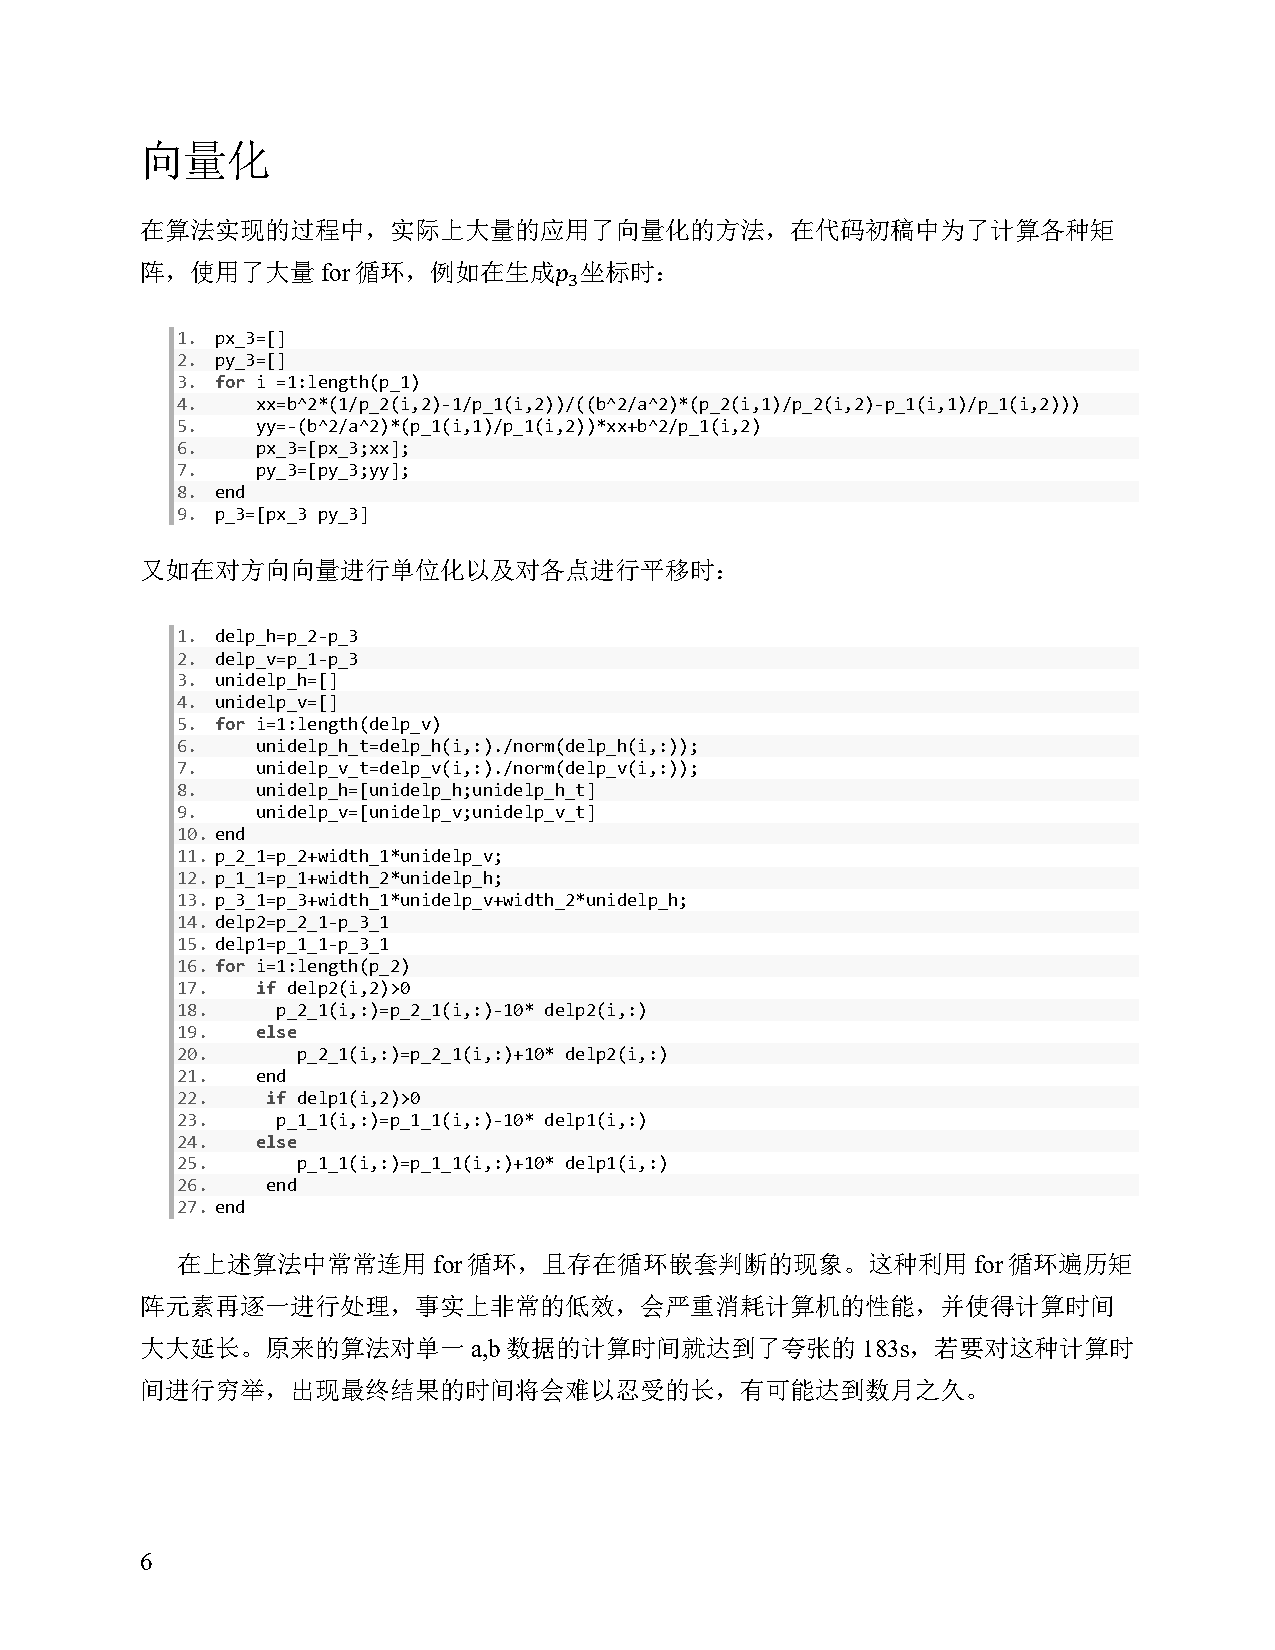 向量化
在算法实现的过程中，实际上大量的应用了向量化的方法，在代码初稿中为了计算各种矩
阵，使用了大量 for 循环，例如在生成p₃坐标时：
1. px_3=[]
2. py_3=[]
3. for i =1:length(p_1)
4.     xx=b^2*(1/p_2(i,2)-1/p_1(i,2))/((b^2/a^2)*(p_2(i,1)/p_2(i,2)-p_1(i,1)/p_1(i,2)))
5.     yy=-(b^2/a^2)*(p_1(i,1)/p_1(i,2))*xx+b^2/p_1(i,2)
6.     px_3=[px_3;xx];
7.     py_3=[py_3;yy];
8. end
9. p_3=[px_3 py_3]
又如在对方向向量进行单位化以及对各点进行平移时：
1. delp_h=p_2-p_3
2. delp_v=p_1-p_3
3. unidelp_h=[]
4. unidelp_v=[]
5. for i=1:length(delp_v)
6.     unidelp_h_t=delp_h(i,:)./norm(delp_h(i,:));
7.     unidelp_v_t=delp_v(i,:)./norm(delp_v(i,:));
8.     unidelp_h=[unidelp_h;unidelp_h_t]
9.     unidelp_v=[unidelp_v;unidelp_v_t]
10. end
11. p_2_1=p_2+width_1*unidelp_v;
12. p_1_1=p_1+width_2*unidelp_h;
13. p_3_1=p_3+width_1*unidelp_v+width_2*unidelp_h;
14. delp2=p_2_1-p_3_1
15. delp1=p_1_1-p_3_1
16. for i=1:length(p_2)
17.     if delp2(i,2)>0
18.       p_2_1(i,:)=p_2_1(i,:)-10* delp2(i,:)
19.     else
20.         p_2_1(i,:)=p_2_1(i,:)+10* delp2(i,:)
21.     end
22.      if delp1(i,2)>0
23.       p_1_1(i,:)=p_1_1(i,:)-10* delp1(i,:)
24.     else
25.         p_1_1(i,:)=p_1_1(i,:)+10* delp1(i,:)
26.      end
27. end
在上述算法中常常连用 for 循环，且存在循环嵌套判断的现象。这种利用 for 循环遍历矩
阵元素再逐一进行处理，事实上非常的低效，会严重消耗计算机的性能，并使得计算时间
大大延长。原来的算法对单一 a,b 数据的计算时间就达到了夸张的 183s，若要对这种计算时
间进行穷举，出现最终结果的时间将会难以忍受的长，有可能达到数月之久。
6